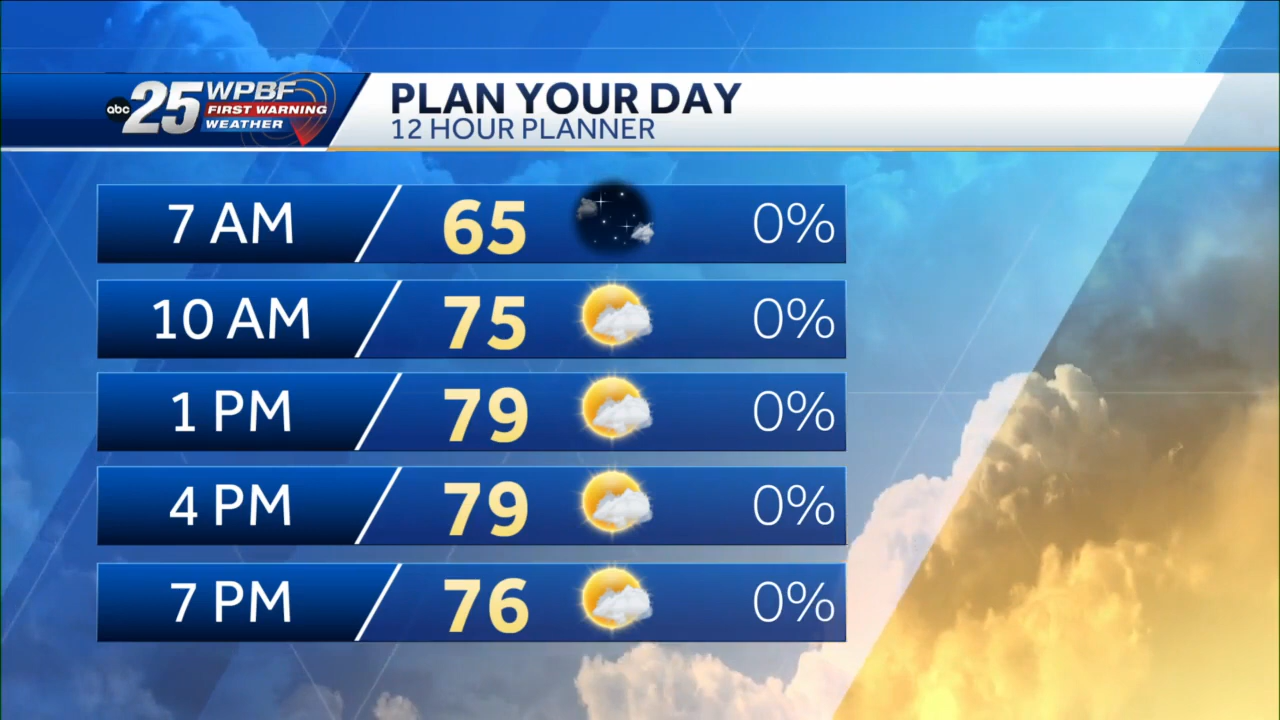 abc 25 WPBF
FIRST WARNING
WEATHER
PLAN YOUR DAY
12 HOUR PLANNER
7 AM 65 0%
10 AM 75 0%
1 PM 79 0%
4 PM 79 0%
7 PM 76 0%